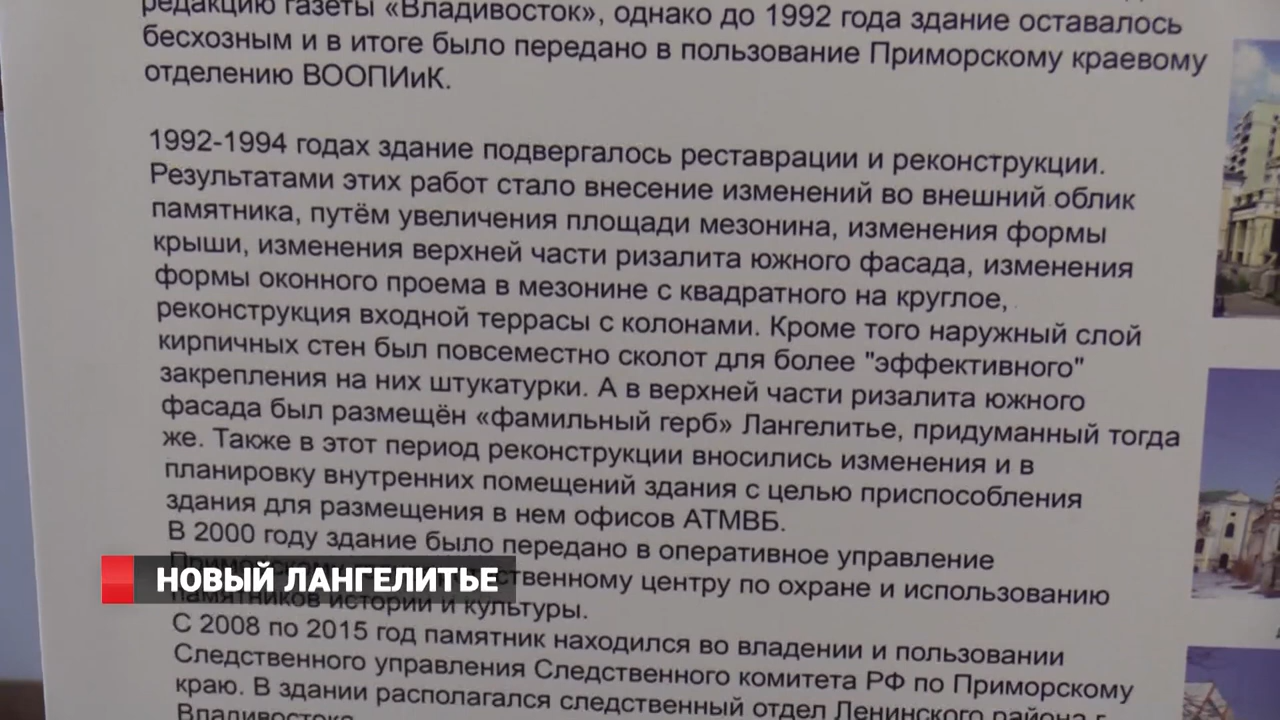 редакцию газеты «Владивосток», однако до 1992 года здание оставалось
бесхозным и в итоге было передано в пользование Приморскому краевому
отделению ВООПИиК.
1992-1994 годах здание подвергалось реставрации и реконструкции.
Результатами этих работ стало внесение изменений во внешний облик
памятника, путём увеличения площади мезонина, изменения формы
крыши, изменения верхней части ризалита южного фасада, изменения
формы оконного проема в мезонине с квадратного на круглое,
реконструкция входной террасы с колонами. Кроме того наружный слой
кирпичных стен был повсеместно сколот для более "эффективного"
закрепления на них штукатурки. А в верхней части ризалита южного
фасада был размещён «фамильный герб» Лангелитье, придуманный тогда
же. Также в этот период реконструкции вносились изменения и в
планировку внутренних помещений здания с целью приспособления
здания для размещения в нем офисов АТМВБ.
В 2000 году здание было передано в оперативное управление
Приморскому центру по охране и использованию
памятников истории и культуры.
С 2008 по 2015 год памятник находился во владении и пользовании
Следственного управления Следственного комитета РФ по Приморскому
краю. В здании располагался следственный отдел Ленинского района г.
Владивостока
НОВЫЙ ЛАНГЕЛИТЬЕ